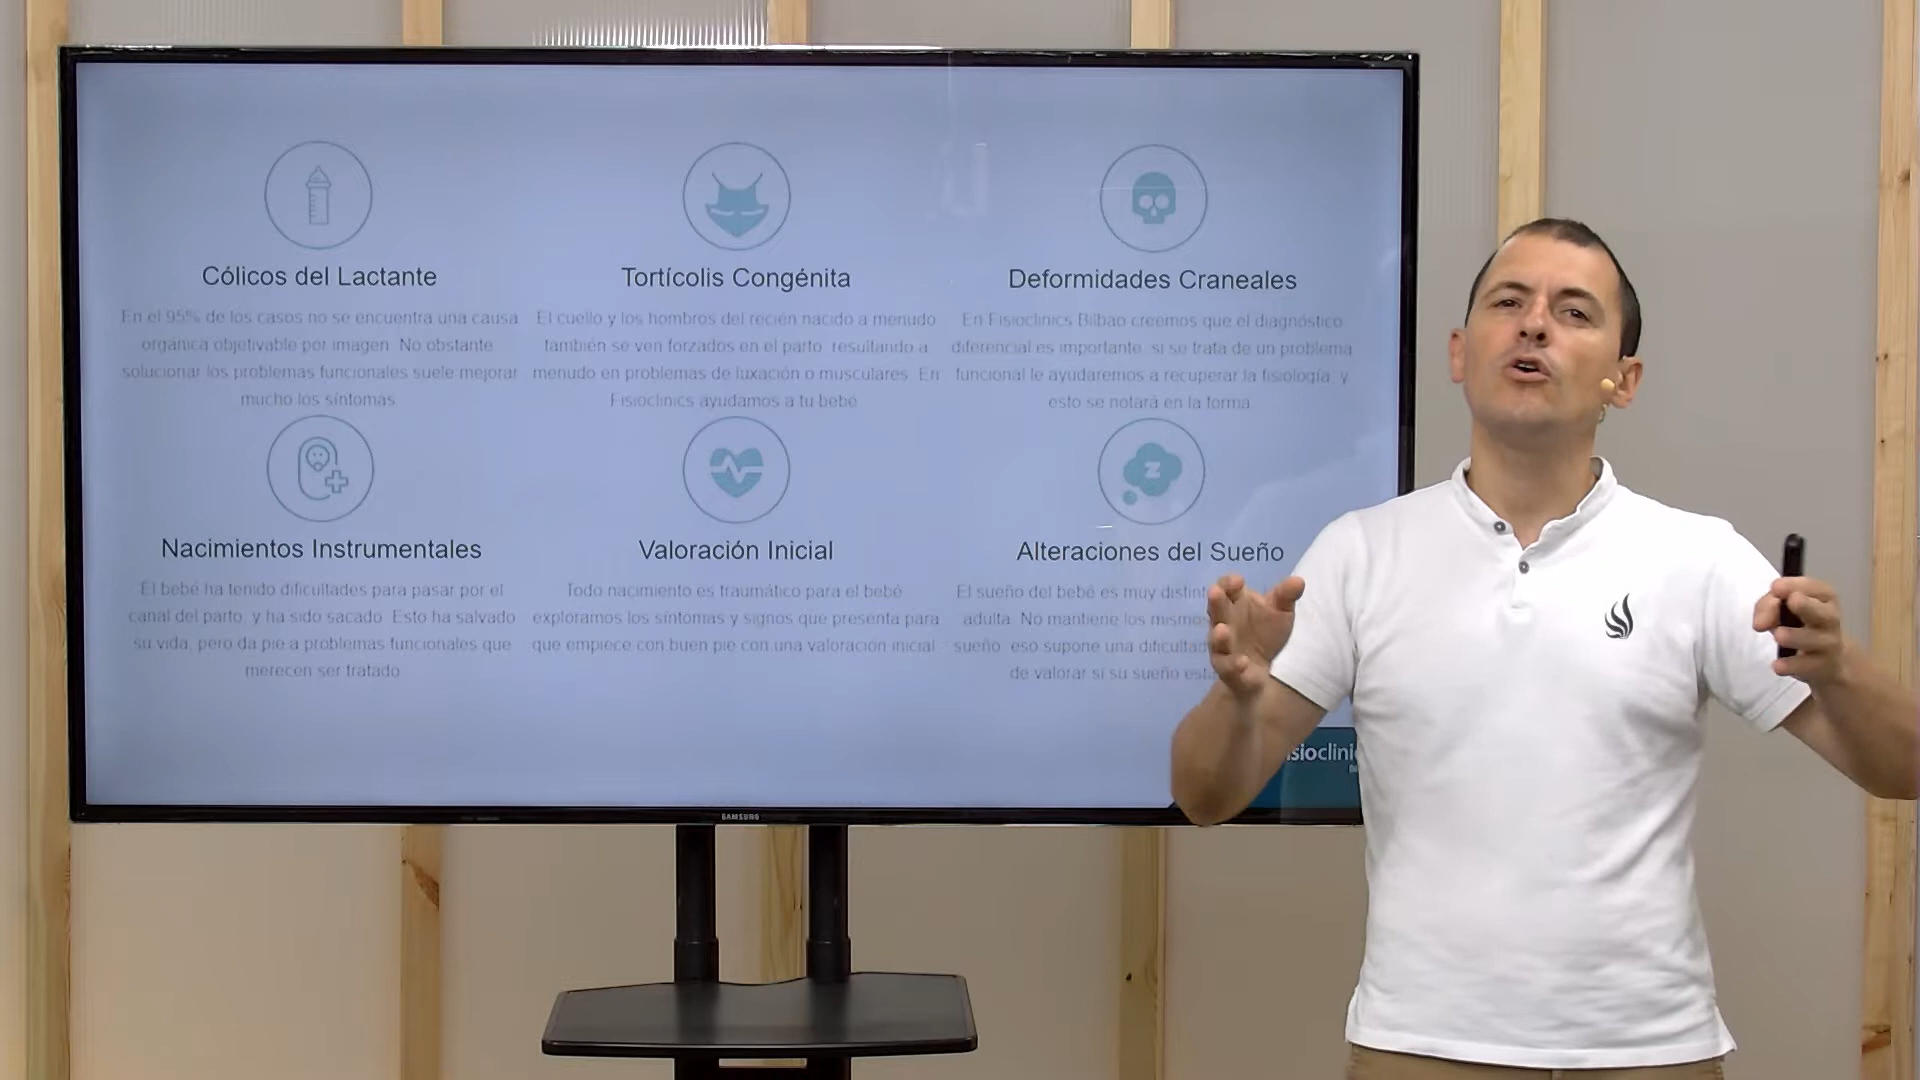 Cólicos del Lactante
En el 95% de los casos no se encuentra una causa
orgánica objetivable por imagen. No obstante
solucionar los problemas funcionales suele mejorar
mucho los síntomas
Tortícolis Congénita
El cuello y los hombros del recién nacido a menudo
también se ven forzados en el parto, resultando a
menudo en problemas de luxación o musculares. En
Fisioclinics ayudamos a tu bebé
Deformidades Craneales
En Fisioclinics Bilbao creemos que el diagnóstico
diferencial es importante, si se trata de un problema
funcional le ayudaremos a recuperar la fisiología, y
esto se notará en la forma.
Nacimientos Instrumentales
El bebé ha tenido dificultades para pasar por el
canal del parto, y ha sido sacado. Esto ha salvado
su vida, pero da pie a problemas funcionales que
merecen ser tratado
Valoración Inicial
Todo nacimiento es traumático para el bebé
exploramos los síntomas y signos que presenta para
que empiece con buen pie con una valoración inicial
Alteraciones del Sueño
El sueño del bebé es muy distint
adulta. No mantiene los mismos
sueño, eso supone una dificultad
de valorar si su sueño est
sioclini
SAMSUNG